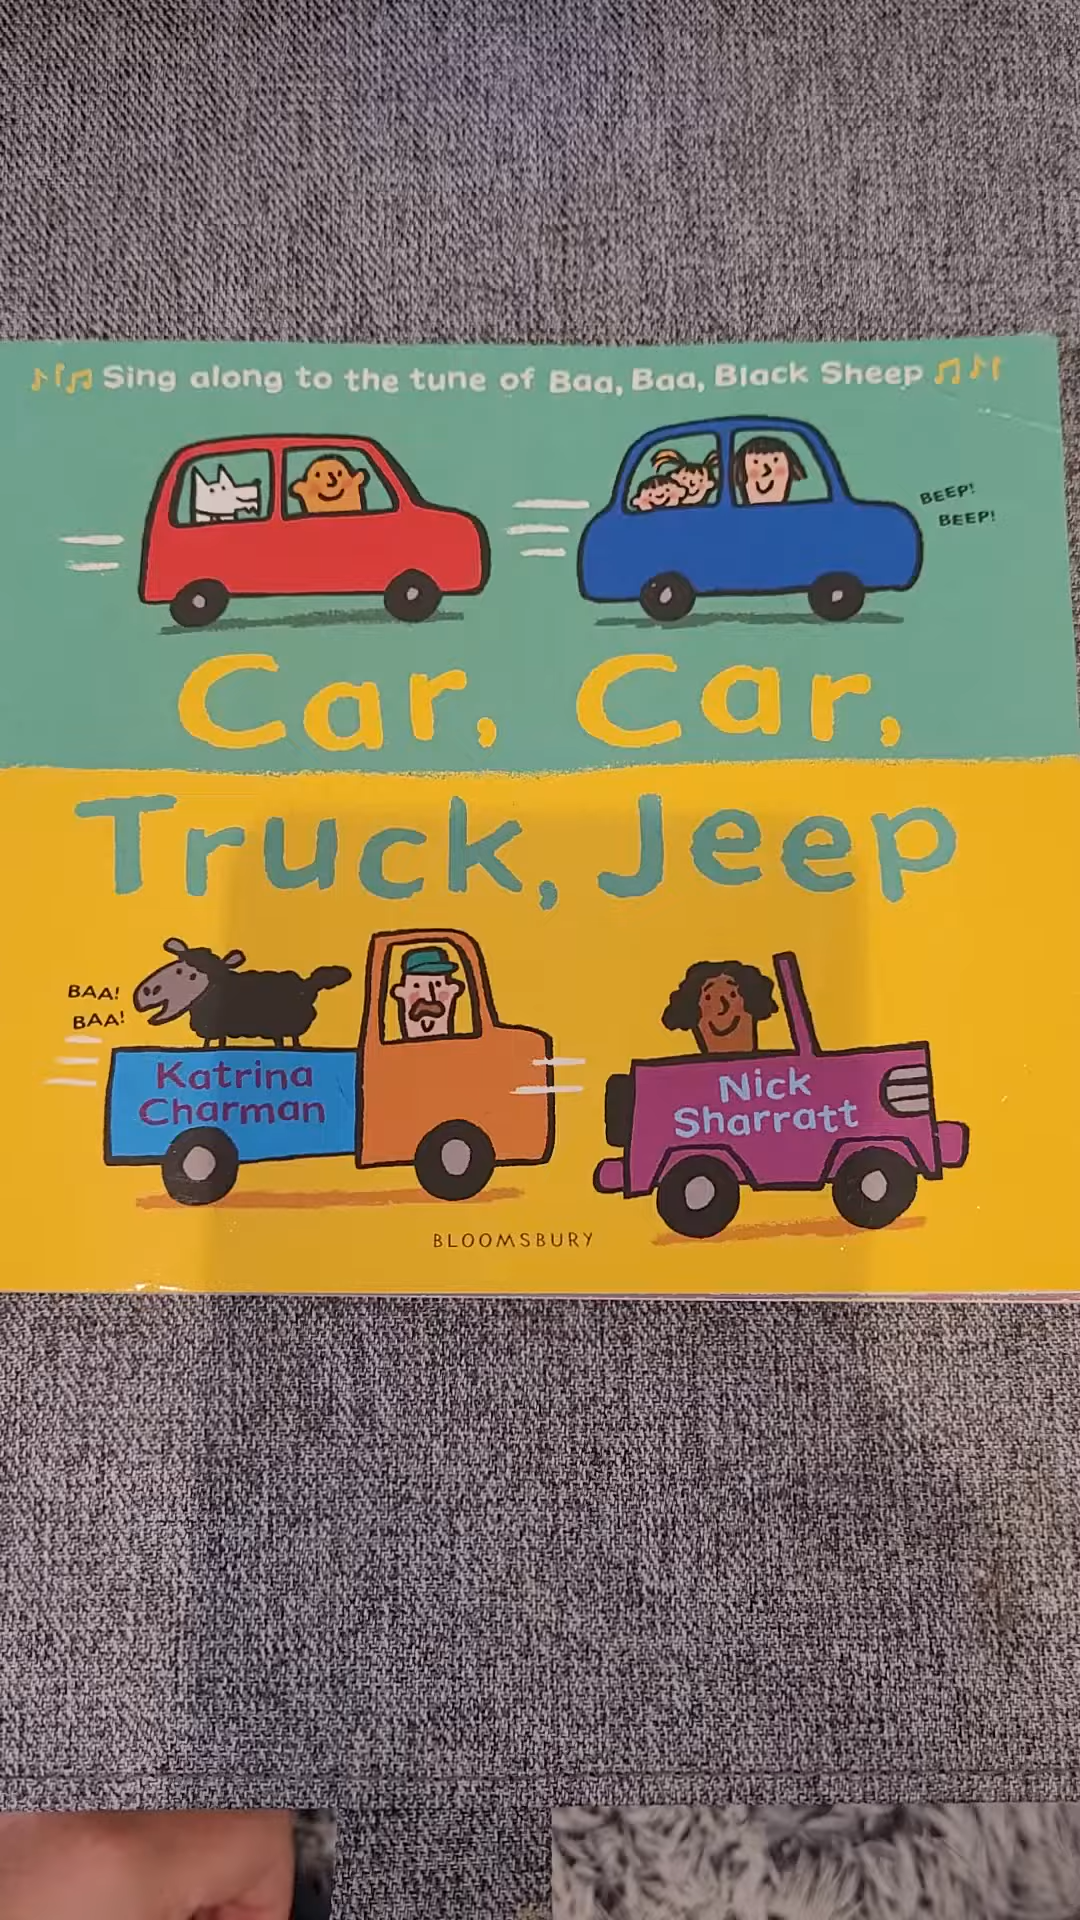 Sing along to the tune of Baa, Baa, Black Sheep
BEEP!
BEEP!
Car, Car,
Truck, Jeep
BAA!
BAA!
Katrina
Charman
Nick
Sharratt
BLOOMSBURY